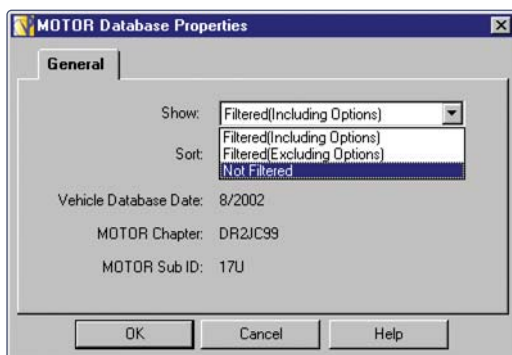 MOTOR Database Properties
General
Show: Filtered(Including Options)
Filtered(Including Options)
Filtered(Excluding Options)
Sort:
Not Filtered
Vehicle Database Date: 8/2002
MOTOR Chapter: DR2JC99
MOTOR Sub ID: 17U
OK Cancel Help